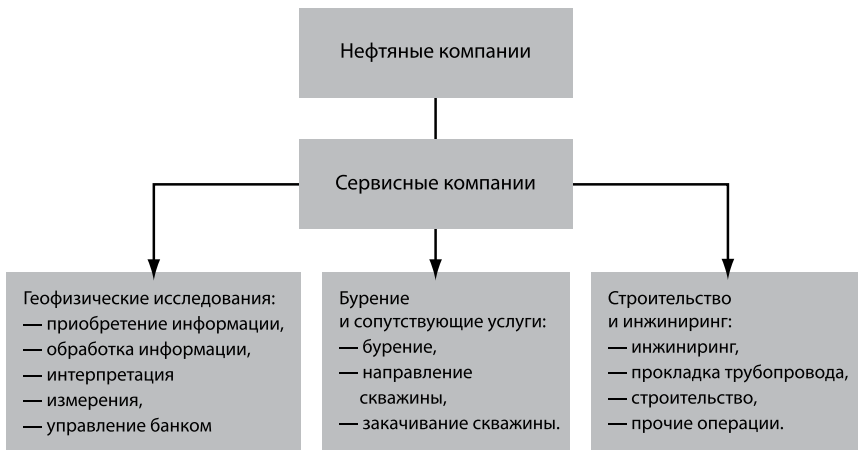 Нефтяные компании
Сервисные компании
Геофизические исследования:
— приобретение информации,
— обработка информации,
— интерпретация
— измерения,
— управление банком
Бурение
и сопутствующие услуги:
— бурение,
— направление
скважины,
— закачивание скважины.
Строительство
и инжиниринг:
— инжиниринг,
— прокладка трубопровода,
— строительство,
— прочие операции.